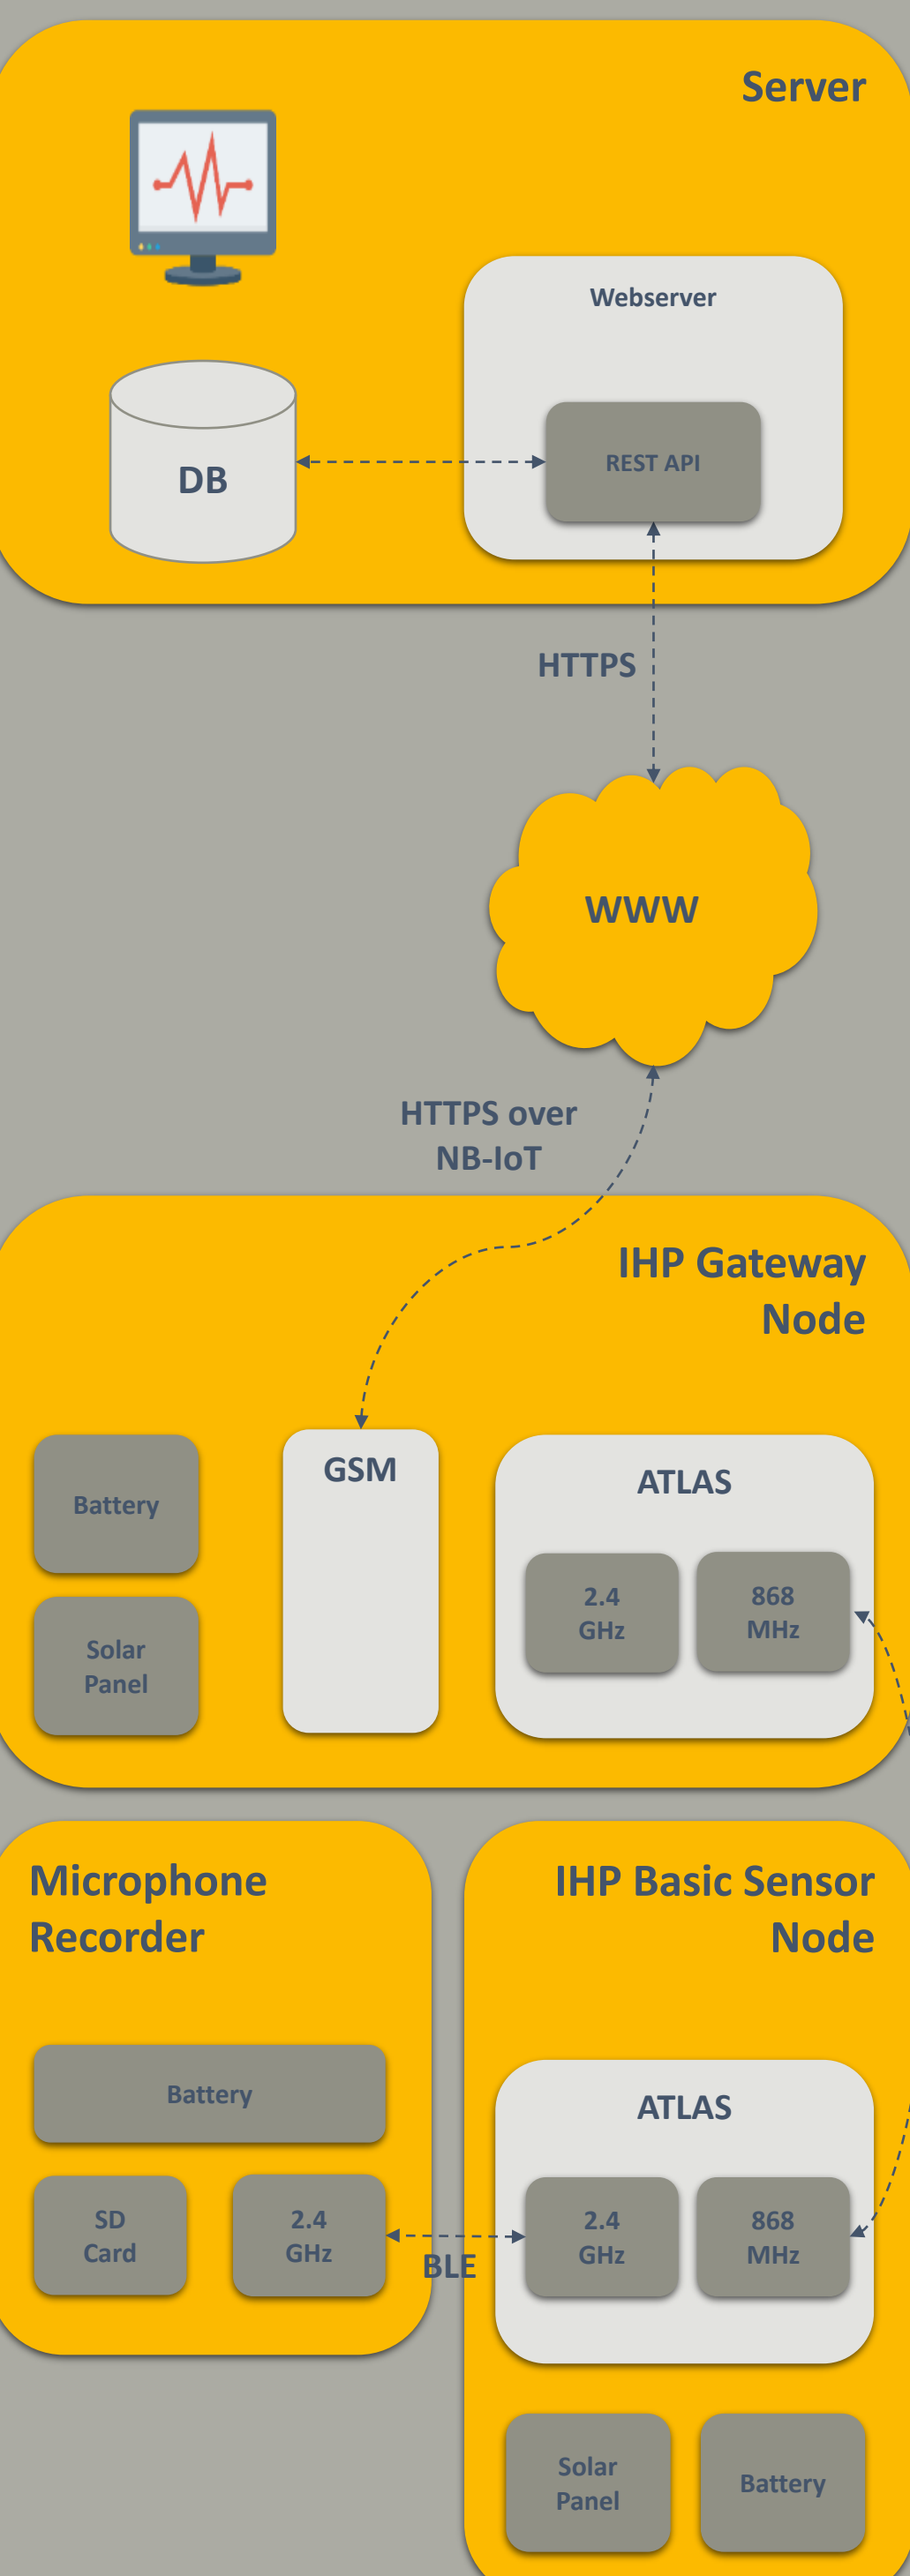 Server
Webserver
DB
REST API
HTTPS
WWW
HTTPS over
NB-IoT
IHP Gateway
Node
Battery
Solar
Panel
GSM
ATLAS
2.4
GHz
868
MHz
Microphone
Recorder
Battery
SD
Card
2.4
GHz
BLE
IHP Basic Sensor
Node
ATLAS
2.4
GHz
868
MHz
Solar
Panel
Battery